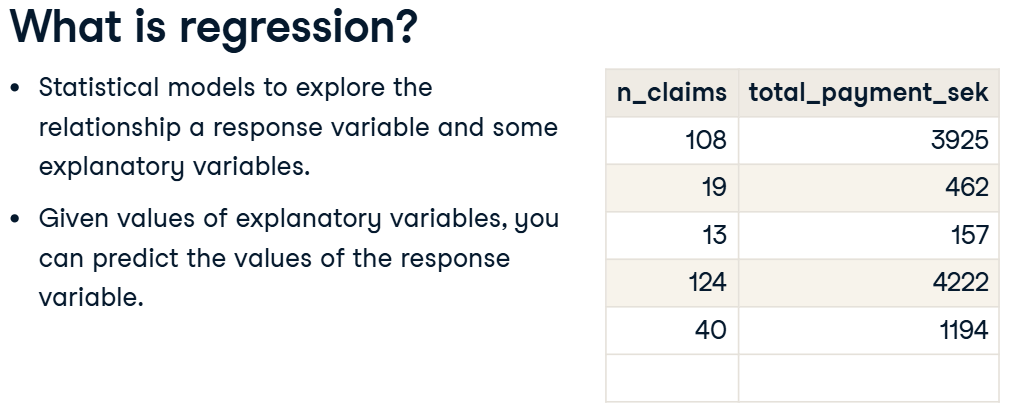 What is regression?
• Statistical models to explore the
relationship a response variable and some
explanatory variables.
• Given values of explanatory variables, you
can predict the values of the response
variable.
n_claims total_payment_sek
108 3925
19 462
13 157
124 4222
40 1194